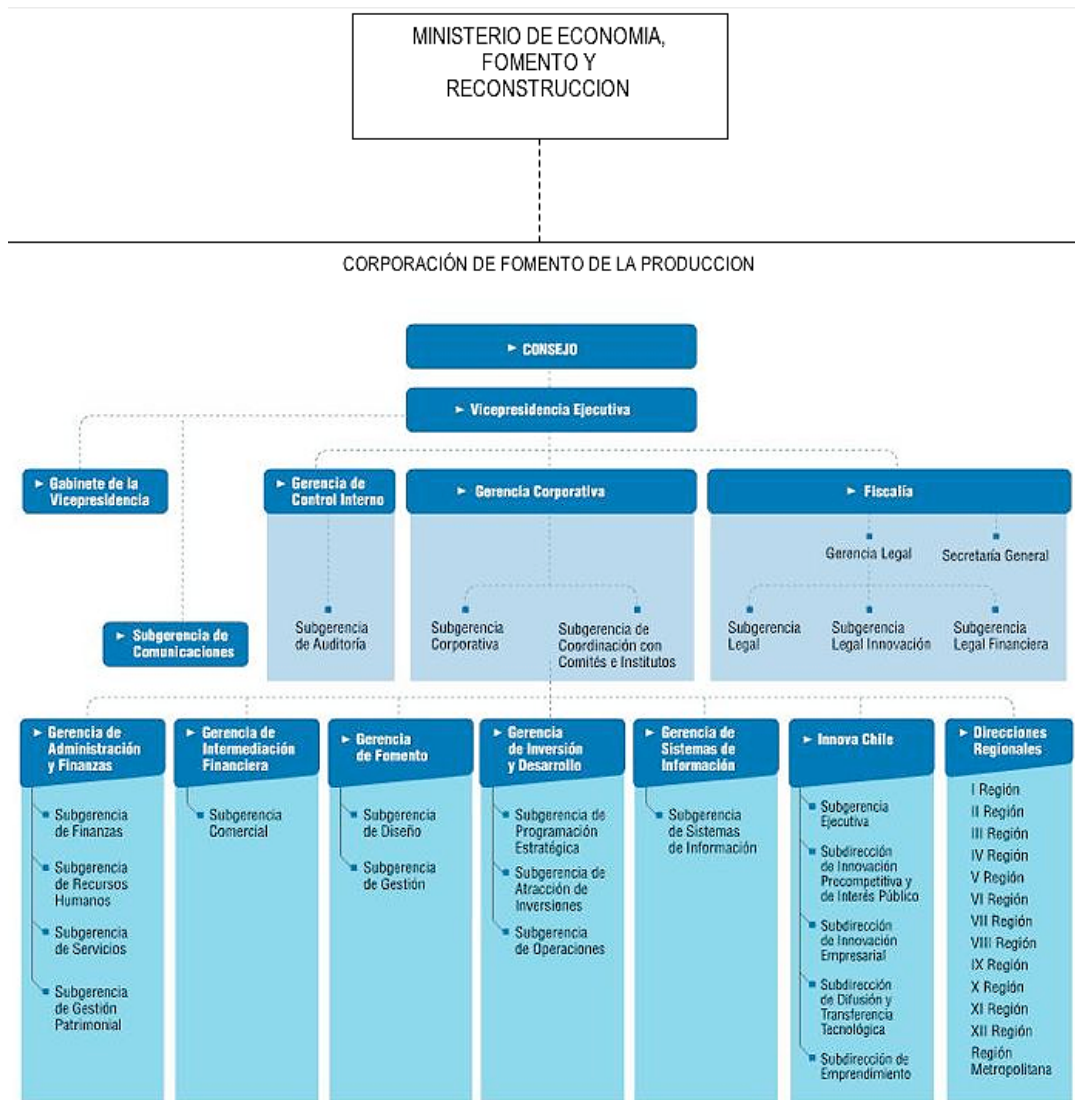 MINISTERIO DE ECONOMIA,
FOMENTO Y
RECONSTRUCCION
CORPORACIÓN DE FOMENTO DE LA PRODUCCION
► CONSEJO
► Vicepresidencia Ejecutiva
► Gabinete de la
Vicepresidencia
► Gerencia de
Control Interno
► Gerencia Corporativa
► Fiscalía
Gerencia Legal
Secretaría General
► Subgerencia de
Comunicaciones
Subgerencia
de Auditoría
Subgerencia
Corporativa
Subgerencia de
Coordinación con
Comités e Institutos
Subgerencia
Legal
Subgerencia
Legal Innovación
Subgerencia
Legal Financiera
► Gerencia de
Administración
y Finanzas
Subgerencia
de Finanzas
Subgerencia
de Recursos
Humanos
Subgerencia
de Servicios
Subgerencia
de Gestión
Patrimonial
► Gerencia de
Intermediación
Financiera
Subgerencia
Comercial
► Gerencia
de Fomento
Subgerencia
de Diseño
Subgerencia
de Gestión
► Gerencia
de Inversión
y Desarrollo
Subgerencia de
Programación
Estratégica
Subgerencia de
Atracción de
Inversiones
Subgerencia
de Operaciones
► Gerencia de
Sistemas de
Información
Subgerencia
de Sistemas
de Información
► Innova Chile
Subgerencia
Ejecutiva
Subdirección
de Innovación
Precompetitiva y
de Interés Público
Subdirección
de Innovación
Empresarial
Subdirección
de Difusión y
Transferencia
Tecnológica
Subdirección de
Emprendimiento
► Direcciones
Regionales
I Región
II Región
III Región
IV Región
V Región
VI Región
VII Región
VIII Región
IX Región
X Región
XI Región
XII Región
Región
Metropolitana